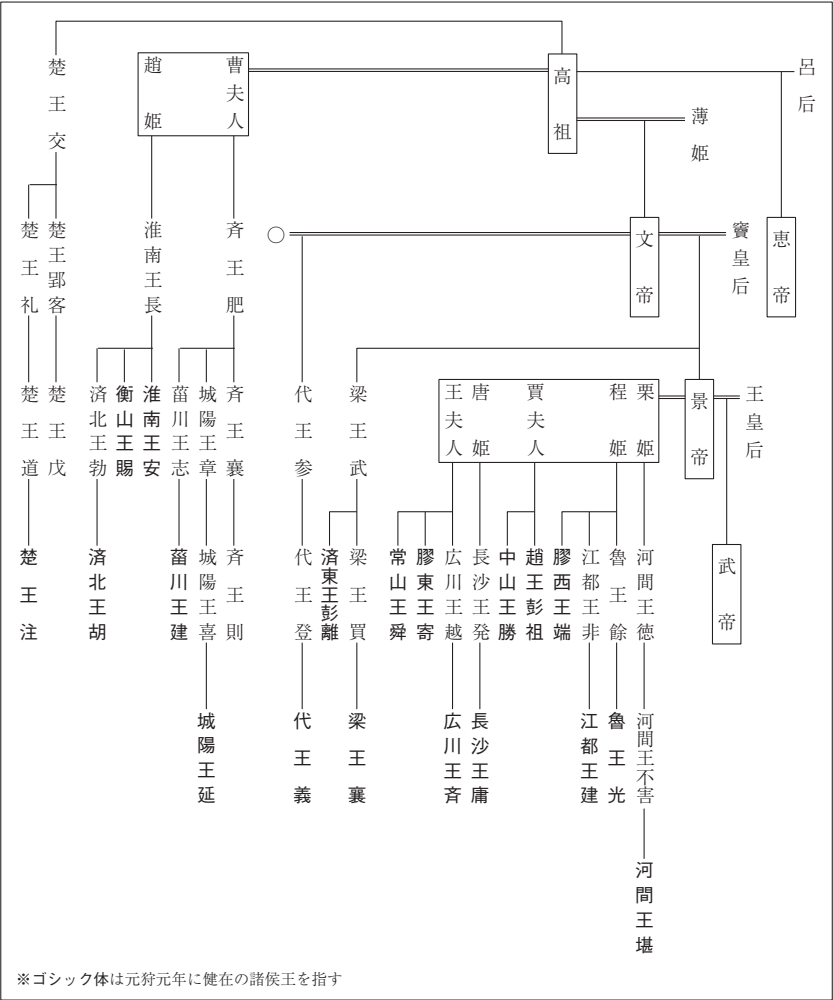 呂后
高祖
曹夫人
趙姫
楚王交
薄姫
恵帝
竇皇后
文帝
○
斉王肥
淮南王長
楚王郢客
楚王礼
王皇后
景帝
栗姫
程姫
賈夫人
唐姫
王夫人
梁王武
代王参
斉王襄
城陽王章
菑川王志
淮南王安
衡山王賜
済北王勃
楚王戊
楚王道
武帝
河間王徳
魯王餘
江都王非
膠西王端
趙王彭祖
中山王勝
長沙王発
広川王越
膠東王寄
常山王舜
梁王買
済東王彭離
代王登
斉王則
城陽王喜
菑川王建
済北王胡
楚王注
河間王不害
魯王光
江都王建
長沙王庸
広川王斉
梁王襄
代王義
城陽王延
河間王堪
※ゴシック体は元狩元年に健在の諸侯王を指す